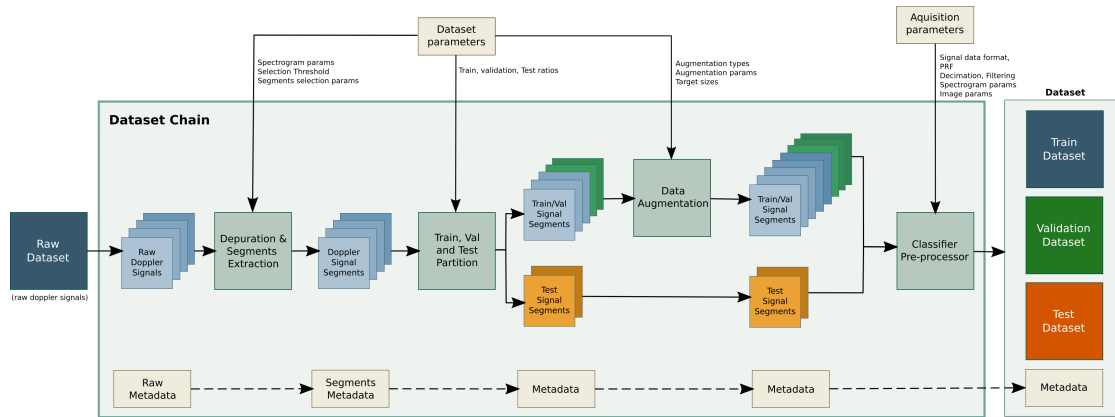 Dataset
parameters
Aquisition
parameters
Spectrogram params
Selection Threshold
Segments selection params
Train, validation, Test ratios
Augmentation types
Augmentation params
Target sizes
Signal data format,
PRF
Decimation, Filtering
Spectrogram params
Image params
Dataset
Dataset Chain
Train
Dataset
Validation
Dataset
Test
Dataset
Raw
Dataset
(raw doppler signals)
Raw
Doppler
Signals
Depuration &
Segments
Extraction
Doppler
Signal
Segments
Train, Val
and Test
Partition
Train/Val
Signal
Segments
Data
Augmentation
Train/Val
Signal
Segments
Test
Signal
Segments
Test
Signal
Segments
Classifier
Pre-processor
Raw
Metadata
Segments
Metadata
Metadata
Metadata
Metadata